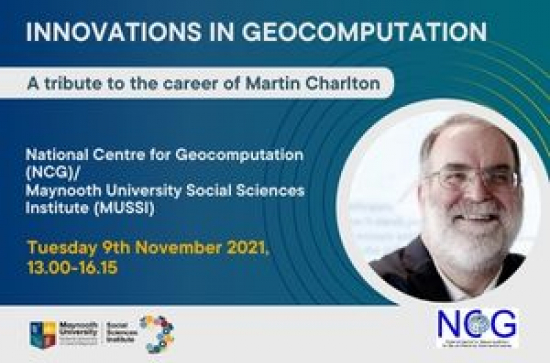 INNOVATIONS IN GEOCOMPUTATION
A tribute to the career of Martin Charlton
National Centre for Geocomputation
(NCG)/
Maynooth University Social Sciences
Institute (MUSSI)
Tuesday 9th November 2021,
13.00-16.15
Maynooth
University
Social
Sciences
Institute
NCG